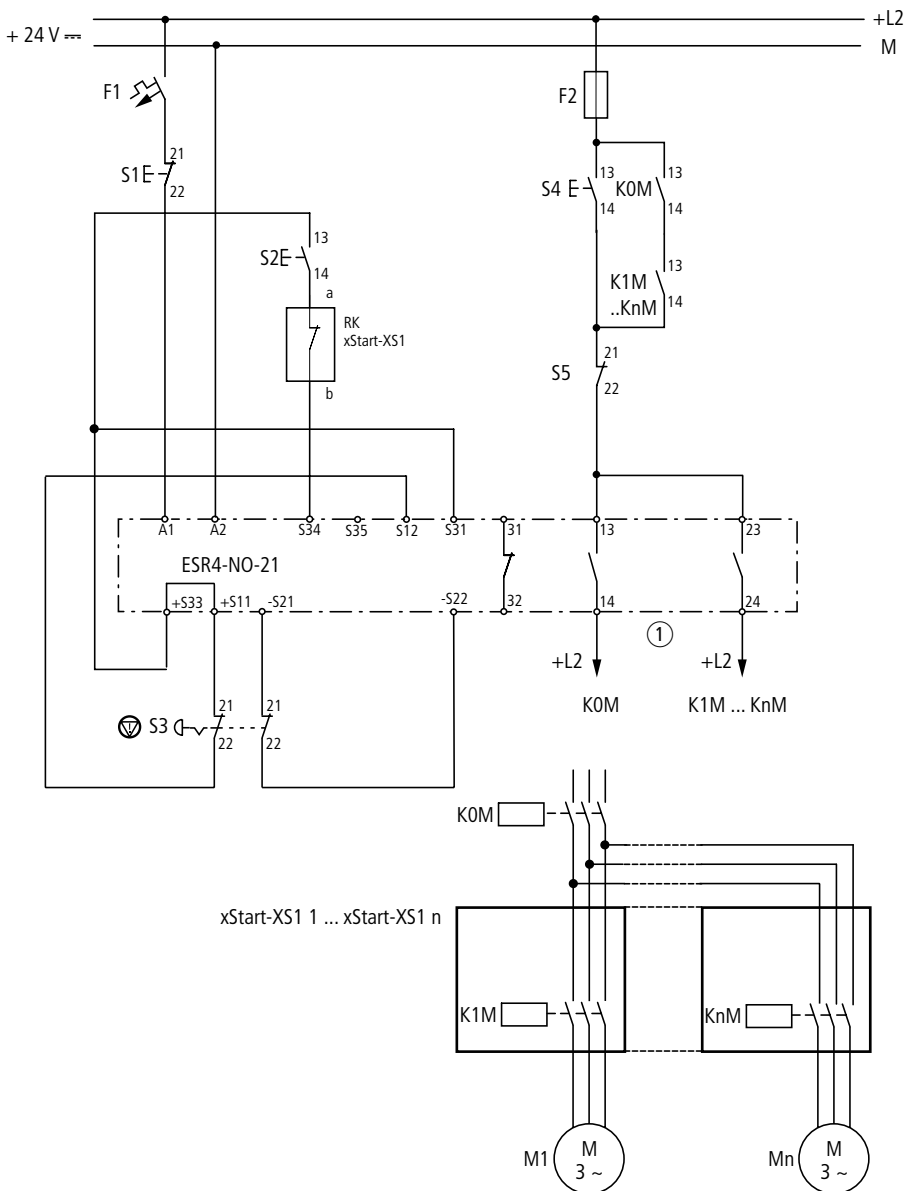 +L2
+ 24 V
M
F1
F2
21
S1
22
13
S4
14
K0M
13
14
13
S2
14
a
RK
xStart-XS1
b
13
K1M
..KnM
14
21
S5
22
A1
A2
S34
S35
S12
S31
31
13
23
ESR4-NO-21
+S33
+S11
-S21
-S22
32
14
24
1
+L2
+L2
K0M
K1M ... KnM
S3
21
22
21
22
K0M
xStart-XS1 1 ... xStart-XS1 n
K1M
KnM
M1
M
3 ~
Mn
M
3 ~